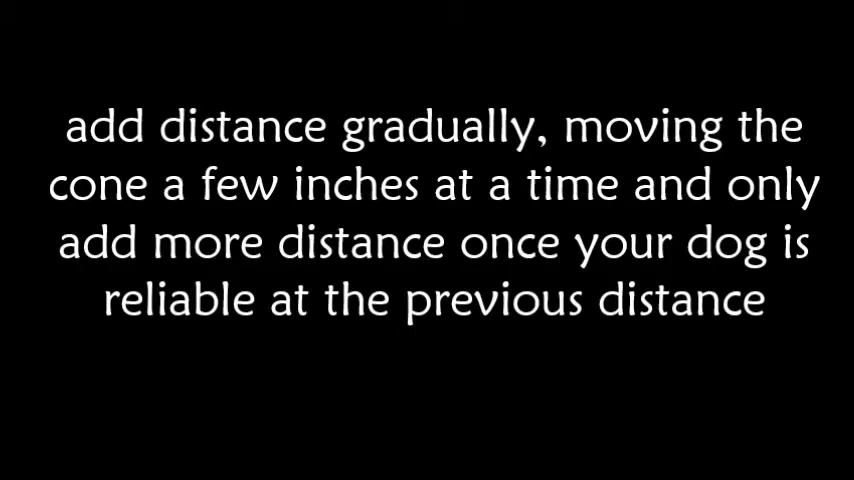 add distance gradually, moving the
cone a few inches at a time and only
add more distance once your dog is
reliable at the previous distance